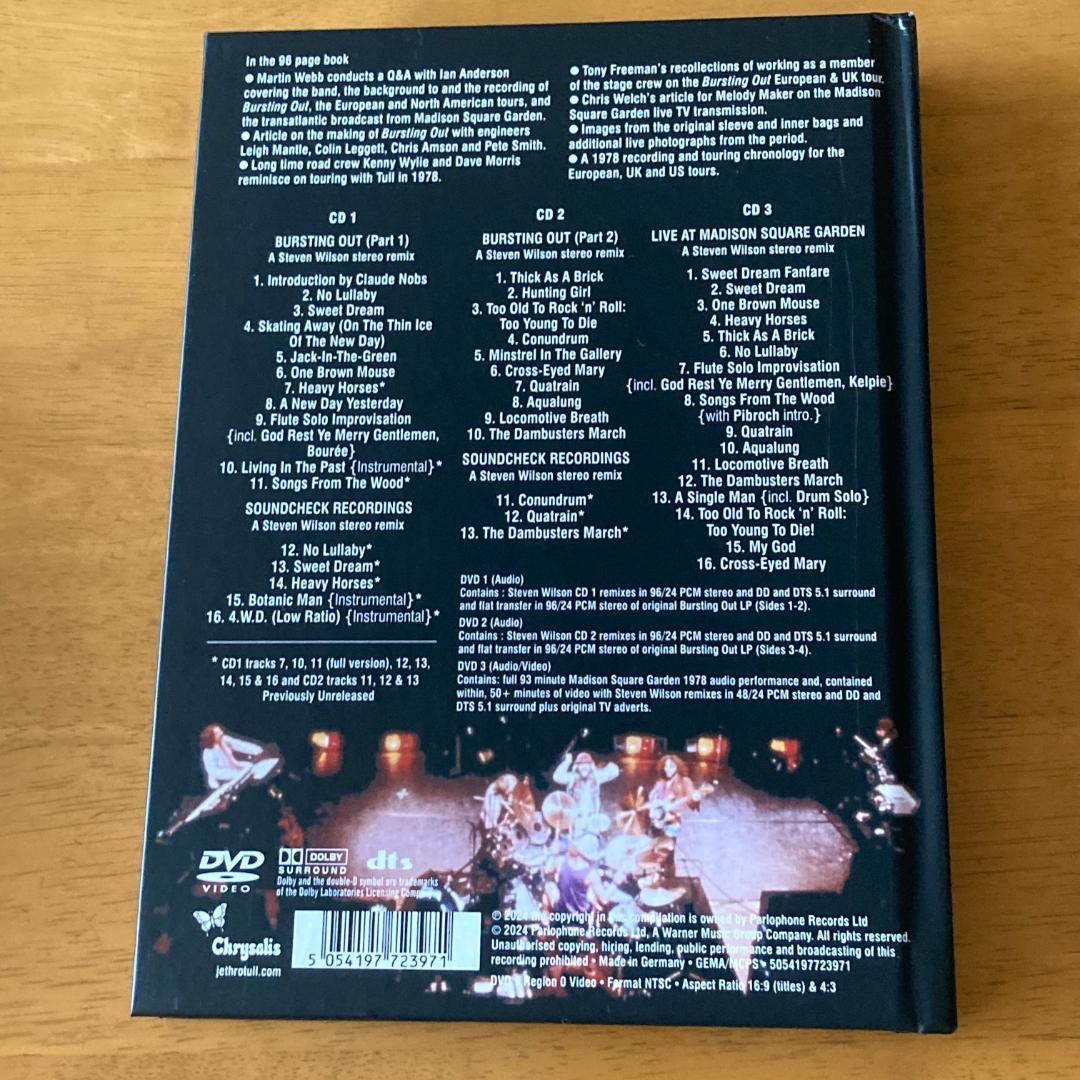 In the 96 page book
● Martin Webb conducts a Q&A with Ian Anderson
covering the band, the background to and the recording of
Bursting Out, the European and North American tours, and
the transatlantic broadcast from Madison Square Garden.
● Article on the making of Bursting Out with engineers
Leigh Mantle, Colin Leggett, Chris Amson and Pete Smith.
● Long time road crew Kenny Wylie and Dave Morris
reminisce on touring with Tull in 1978.
● Tony Freeman's recollections of working as a member
of the stage crew on the Bursting Out European & UK tour.
● Chris Welch's article for Melody Maker on the Madison
Square Garden live TV transmission.
● Images from the original sleeve and inner bags and
additional live photographs from the period.
● A 1978 recording and touring chronology for the
European, UK and US tours.
CD 1
BURSTING OUT (Part 1)
A Steven Wilson stereo remix
1. Introduction by Claude Nobs
2. No Lullaby
3. Sweet Dream
4. Skating Away (On The Thin Ice
Of The New Day)
5. Jack-In-The-Green
6. One Brown Mouse
7. Heavy Horses*
8. A New Day Yesterday
9. Flute Solo Improvisation
{incl. God Rest Ye Merry Gentlemen,
Bourée}
10. Living In The Past {Instrumental}*
11. Songs From The Wood*
SOUNDCHECK RECORDINGS
A Steven Wilson stereo remix
12. No Lullaby*
13. Sweet Dream*
14. Heavy Horses*
15. Botanic Man {Instrumental}*
16. 4.W.D. (Low Ratio) {Instrumental}*
* CD1 tracks 7, 10, 11 (full version), 12, 13,
14, 15 & 16 and CD2 tracks 11, 12 & 13
Previously Unreleased
CD 2
BURSTING OUT (Part 2)
A Steven Wilson stereo remix
1. Thick As A Brick
2. Hunting Girl
3. Too Old To Rock 'n' Roll:
Too Young To Die
4. Conundrum
5. Minstrel In The Gallery
6. Cross-Eyed Mary
7. Quatrain
8. Aqualung
9. Locomotive Breath
10. The Dambusters March
SOUNDCHECK RECORDINGS
A Steven Wilson stereo remix
11. Conundrum*
12. Quatrain*
13. The Dambusters March*
CD 3
LIVE AT MADISON SQUARE GARDEN
A Steven Wilson stereo remix
1. Sweet Dream Fanfare
2. Sweet Dream
3. One Brown Mouse
4. Heavy Horses
5. Thick As A Brick
6. No Lullaby
7. Flute Solo Improvisation
{incl. God Rest Ye Merry Gentlemen, Kelpie}
8. Songs From The Wood
{with Pibroch intro.}
9. Quatrain
10. Aqualung
11. Locomotive Breath
12. The Dambusters March
13. A Single Man {incl. Drum Solo}
14. Too Old To Rock 'n' Roll:
Too Young To Die!
15. My God
16. Cross-Eyed Mary
DVD 1 (Audio)
Contains : Steven Wilson CD 1 remixes in 96/24 PCM stereo and DD and DTS 5.1 surround
and flat transfer in 96/24 PCM stereo of original Bursting Out LP (Sides 1-2).
DVD 2 (Audio)
Contains : Steven Wilson CD 2 remixes in 96/24 PCM stereo and DD and DTS 5.1 surround
and flat transfer in 96/24 PCM stereo of original Bursting Out LP (Sides 3-4).
DVD 3 (Audio/Video)
Contains: full 93 minute Madison Square Garden 1978 audio performance and, contained
within, 50+ minutes of video with Steven Wilson remixes in 48/24 PCM stereo and DD and
DTS 5.1 surround plus original TV adverts.
DVD
VIDEO
DOLBY
SURROUND
dts
Dolby and the double-D symbol are trademarks
of the Dolby Laboratories Licensing Company
Chrysalis
jethrotull.com
5 054197 723971
℗ 2024 the copyright in this compilation is owned by Parlophone Records Ltd
© 2024 Parlophone Records Ltd, A Warner Music Group Company. All rights reserved.
Unauthorised copying, hiring, lending, public performance and broadcasting of this
recording prohibited • Made in Germany • GEMA/MCPS • 5054197723971
Region 0 Video • Format NTSC • Aspect Ratio 16:9 (titles) & 4:3